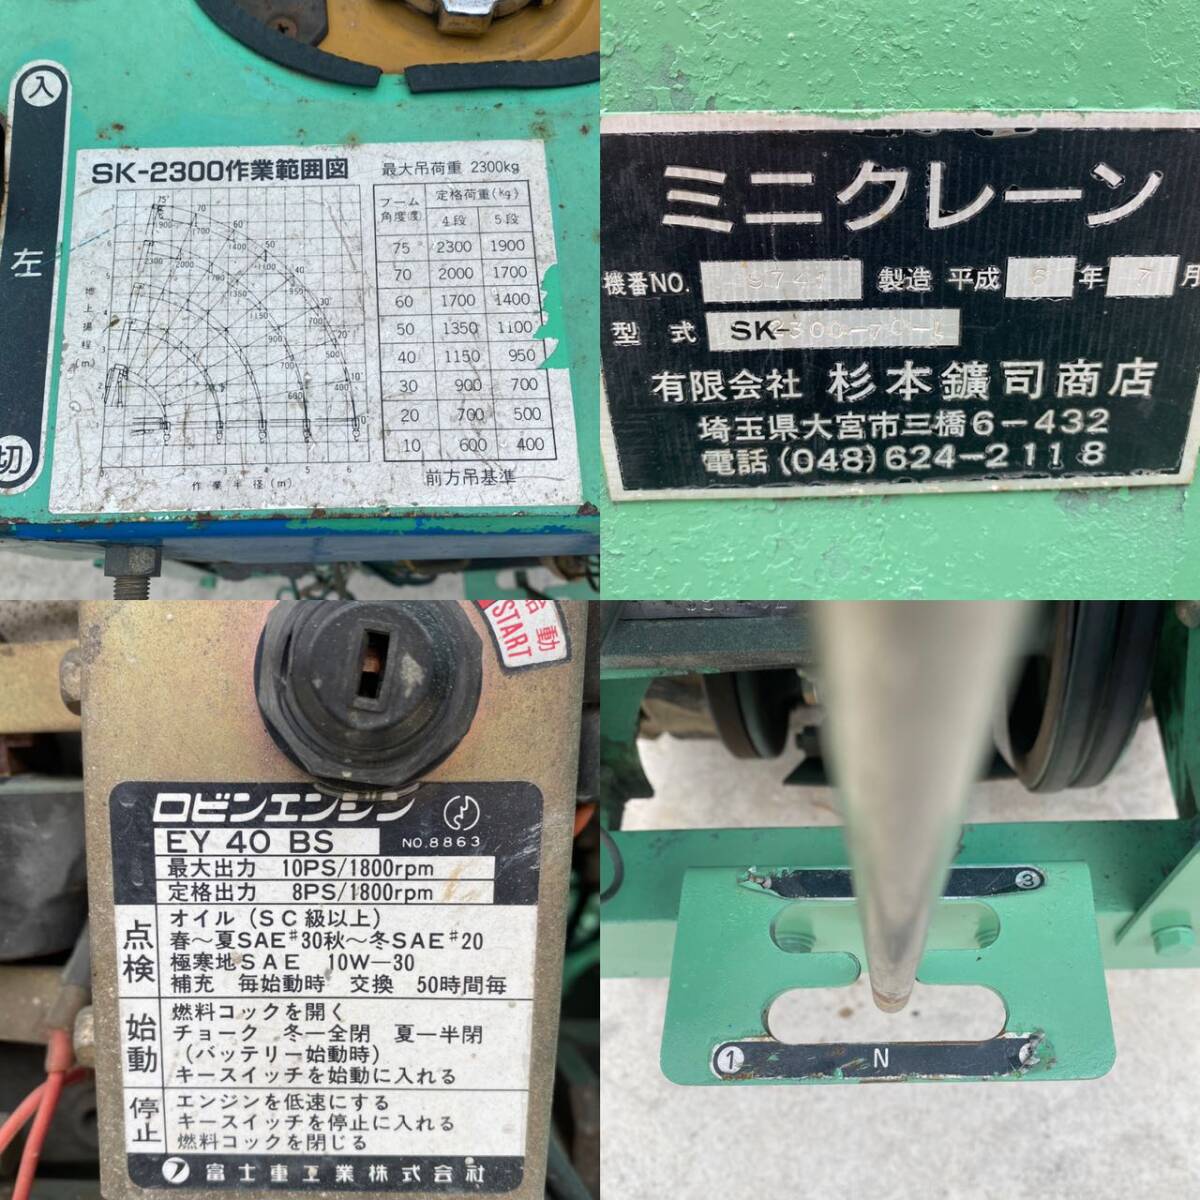 入
左
切
SK-2300作業範囲図
最大吊荷重 2300kg
ブーム角度(度) 定格荷重(kg)
4段 5段
75 2300 1900
70 2000 1700
60 1700 1400
50 1350 1100
40 1150 950
30 900 700
20 700 500
10 600 400
前方吊基準
地上揚程(m)
作業半径(m)
ミニクレーン
機番NO. 製造 平成 年 7 月
型式 SK-
有限会社 杉本鑛司商店
埼玉県大宮市三橋6-432
電話(048)624-2118
始動
START
ロビンエンジン
EY 40 BS NO.8863
最大出力 10PS/1800rpm
定格出力 8PS/1800rpm
点検
オイル(SC級以上)
春～夏SAE#30秋～冬SAE#20
極寒地SAE 10W-30
補充 毎始動時 交換 50時間毎
始動
燃料コックを開く
チョーク 冬一全閉 夏一半閉
(バッテリー始動時)
キースイッチを始動に入れる
停止
エンジンを低速にする
キースイッチを停止に入れる
燃料コックを閉じる
富士重工業株式会社
3
1 N